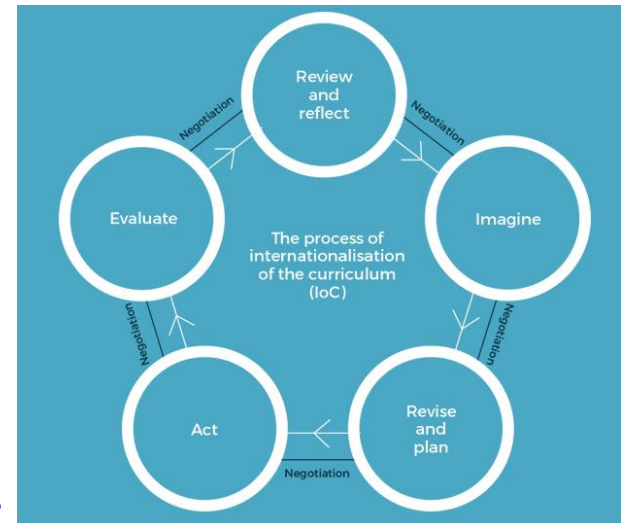 Review
and
reflect
Negotiation
Negotiation
Evaluate
Imagine
The process of
internationalisation
of the curriculum
(IoC)
Negotiation
Negotiation
Act
Revise
and
plan
Negotiation